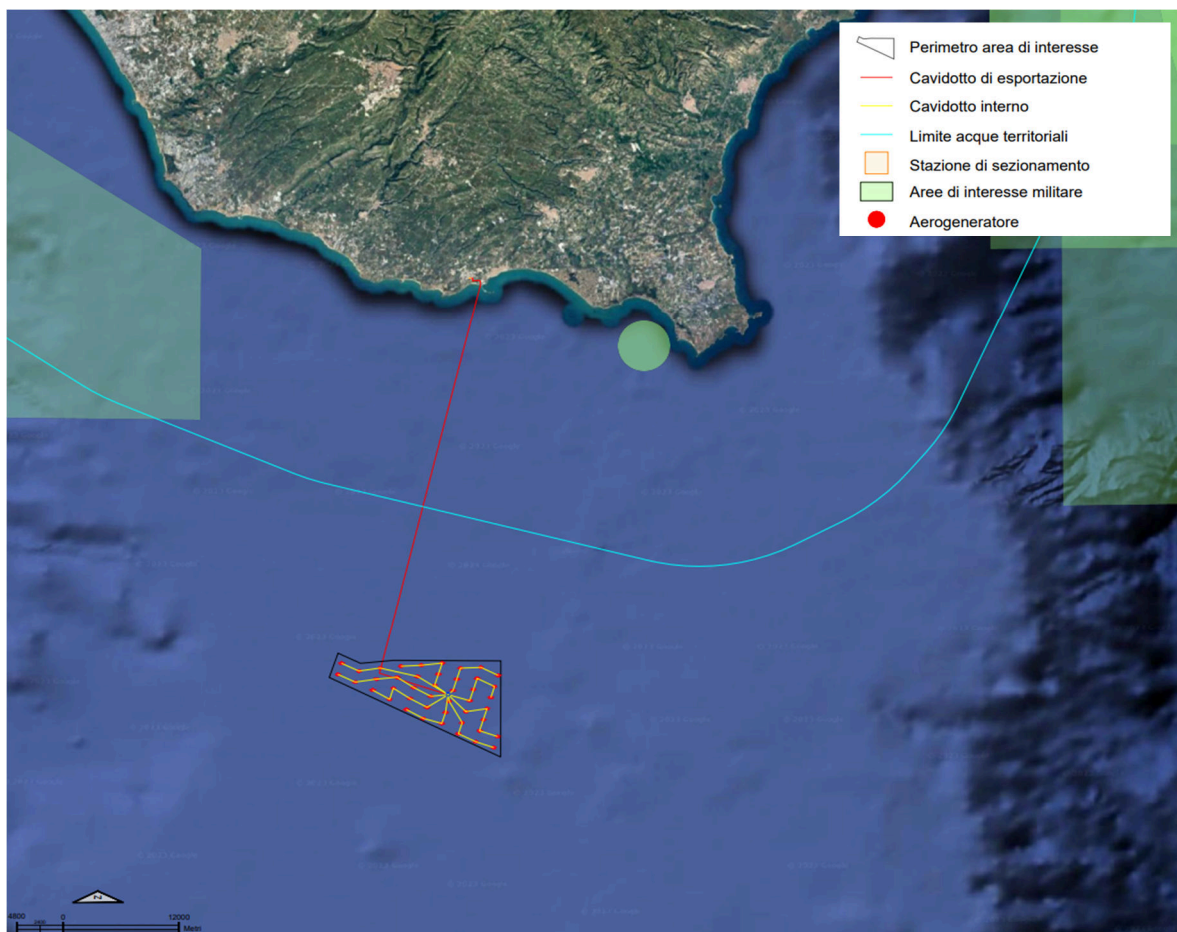 Perimetro area di interesse
Cavidotto di esportazione
Cavidotto interno
Limite acque territoriali
Stazione di sezionamento
Aree di interesse militare
Aerogeneratore
N
4800 0 12000
2400
Metri